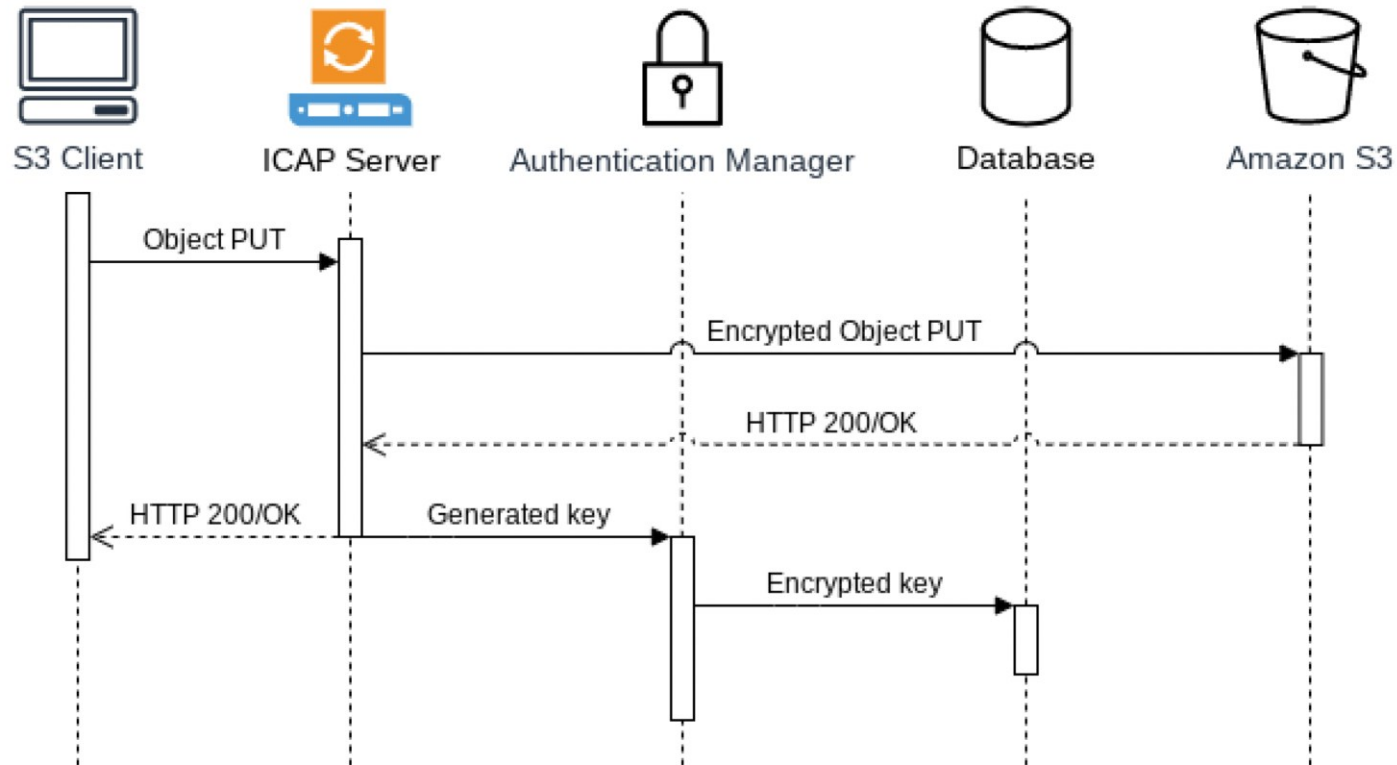 S3 Client
ICAP Server
Authentication Manager
Database
Amazon S3
Object PUT
Encrypted Object PUT
HTTP 200/OK
HTTP 200/OK
Generated key
Encrypted key